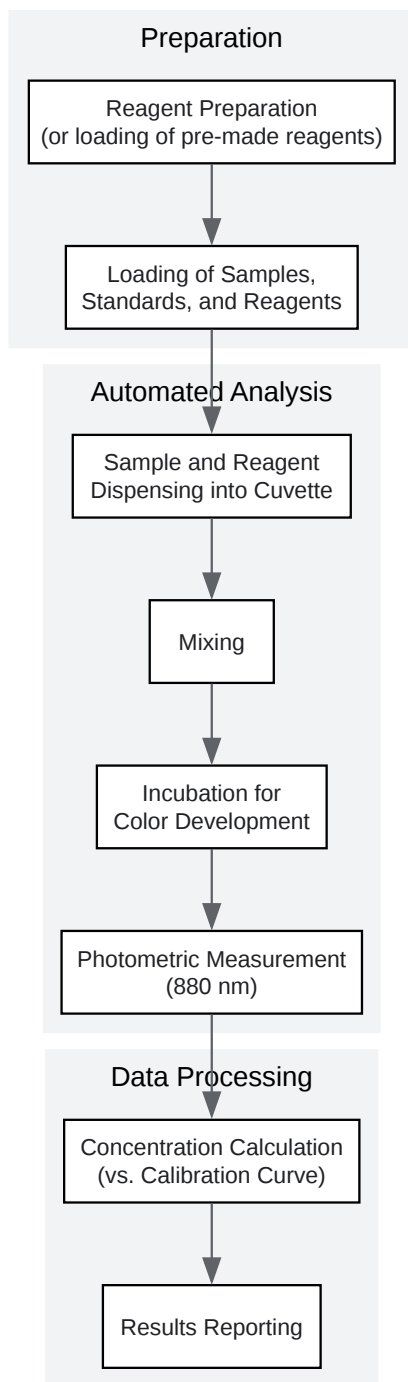 Preparation
Reagent Preparation
(or loading of pre-made reagents)
Loading of Samples,
Standards, and Reagents
Automated Analysis
Sample and Reagent
Dispensing into Cuvette
Mixing
Incubation for
Color Development
Photometric Measurement
(880 nm)
Data Processing
Concentration Calculation
(vs. Calibration Curve)
Results Reporting